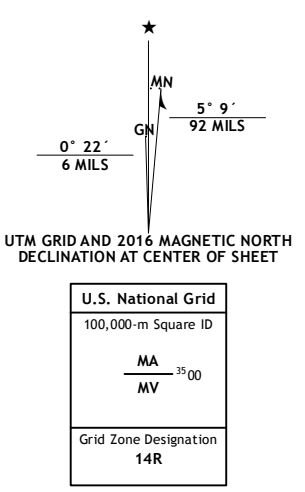 ★
MN
5° 9´
92 MILS
GN
0° 22´
6 MILS
UTM GRID AND 2016 MAGNETIC NORTH
DECLINATION AT CENTER OF SHEET
U.S. National Grid
100,000-m Square ID
MA
3500
MV
Grid Zone Designation
14R